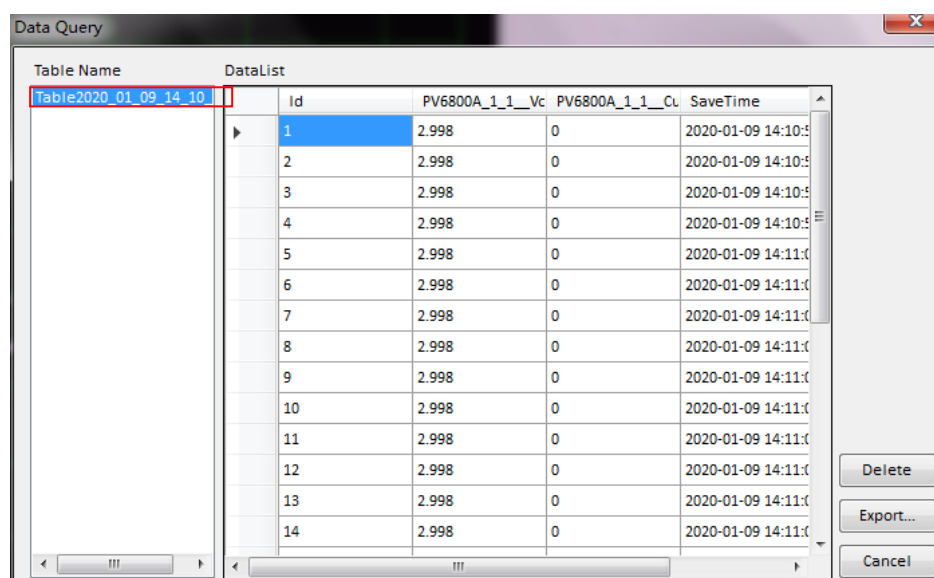 Data Query
Table Name DataList
Table2020_01_09_14_10_
Id PV6800A_1_1__Vc PV6800A_1_1__Cu SaveTime
1 2.998 0 2020-01-09 14:10:5
2 2.998 0 2020-01-09 14:10:5
3 2.998 0 2020-01-09 14:10:5
4 2.998 0 2020-01-09 14:10:5
5 2.998 0 2020-01-09 14:11:0
6 2.998 0 2020-01-09 14:11:0
7 2.998 0 2020-01-09 14:11:0
8 2.998 0 2020-01-09 14:11:0
9 2.998 0 2020-01-09 14:11:0
10 2.998 0 2020-01-09 14:11:0
11 2.998 0 2020-01-09 14:11:0
12 2.998 0 2020-01-09 14:11:0
13 2.998 0 2020-01-09 14:11:0
14 2.998 0 2020-01-09 14:11:0
Delete
Export...
Cancel